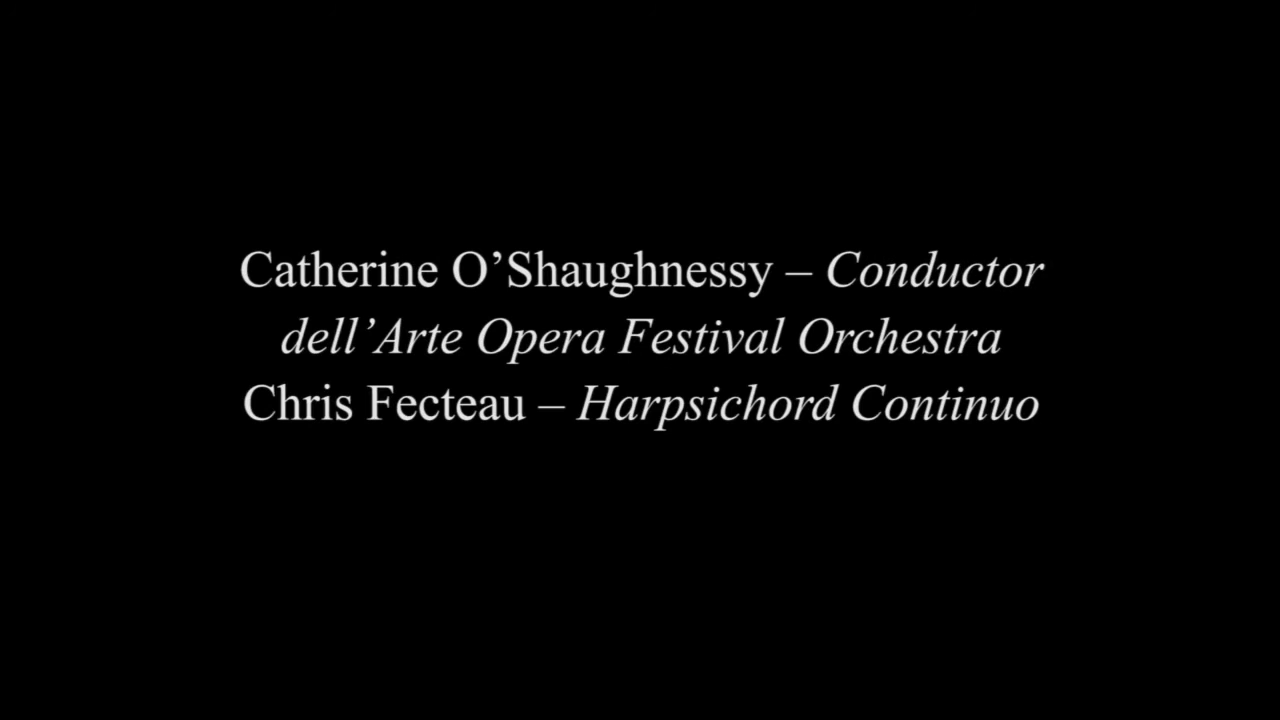 Catherine O’Shaughnessy – Conductor
dell’Arte Opera Festival Orchestra
Chris Fecteau – Harpsichord Continuo